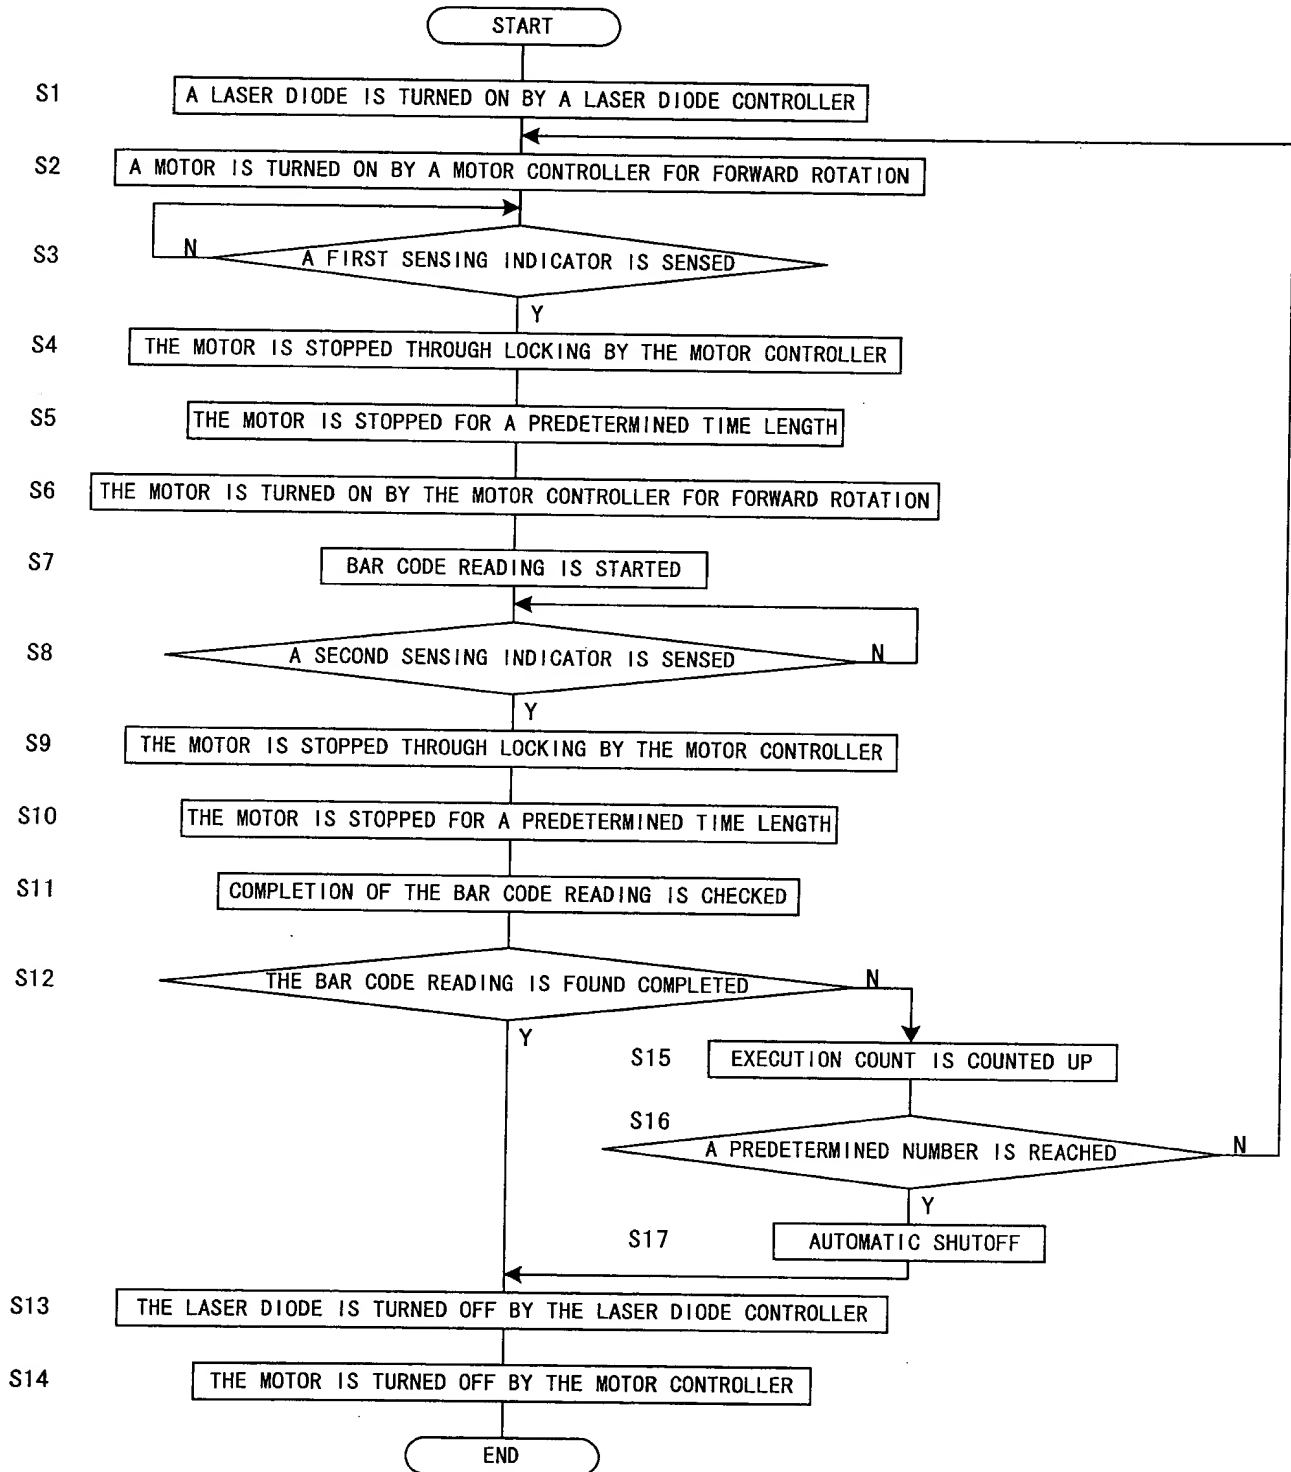 START
S1 A LASER DIODE IS TURNED ON BY A LASER DIODE CONTROLLER
S2 A MOTOR IS TURNED ON BY A MOTOR CONTROLLER FOR FORWARD ROTATION
S3 N A FIRST SENSING INDICATOR IS SENSED
Y
S4 THE MOTOR IS STOPPED THROUGH LOCKING BY THE MOTOR CONTROLLER
S5 THE MOTOR IS STOPPED FOR A PREDETERMINED TIME LENGTH
S6 THE MOTOR IS TURNED ON BY THE MOTOR CONTROLLER FOR FORWARD ROTATION
S7 BAR CODE READING IS STARTED
S8 A SECOND SENSING INDICATOR IS SENSED N
Y
S9 THE MOTOR IS STOPPED THROUGH LOCKING BY THE MOTOR CONTROLLER
S10 THE MOTOR IS STOPPED FOR A PREDETERMINED TIME LENGTH
S11 COMPLETION OF THE BAR CODE READING IS CHECKED
S12 THE BAR CODE READING IS FOUND COMPLETED N
Y
S15 EXECUTION COUNT IS COUNTED UP
S16 A PREDETERMINED NUMBER IS REACHED N
Y
S17 AUTOMATIC SHUTOFF
S13 THE LASER DIODE IS TURNED OFF BY THE LASER DIODE CONTROLLER
S14 THE MOTOR IS TURNED OFF BY THE MOTOR CONTROLLER
END